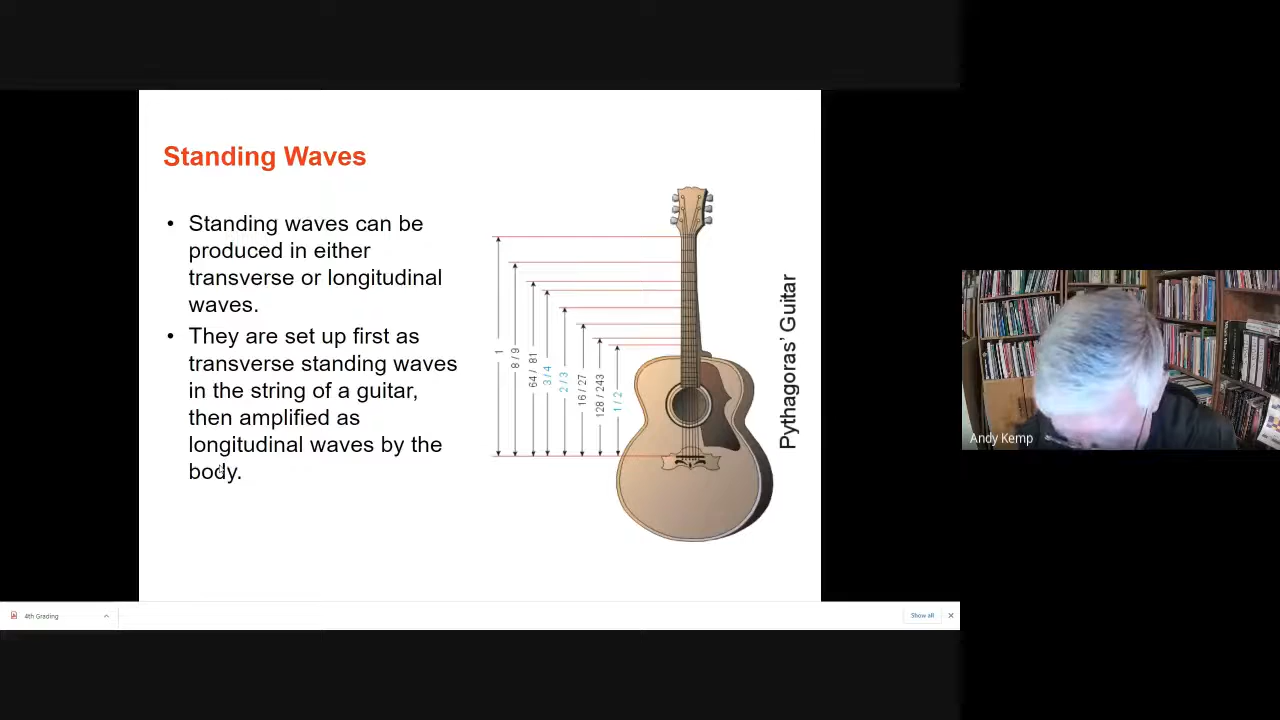 Standing Waves
• Standing waves can be
produced in either
transverse or longitudinal
waves.
• They are set up first as
transverse standing waves
in the string of a guitar,
then amplified as
longitudinal waves by the
body.
1
8 / 9
64 / 81
3 / 4
2 / 3
16 / 27
128 / 243
1 / 2
Pythagoras' Guitar
Andy Kemp
4th Grading
Show all